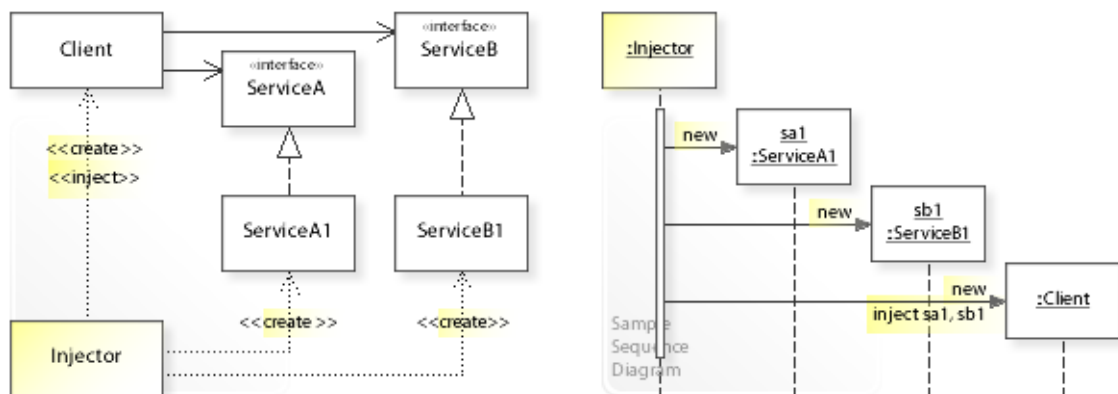 Client
«interface»
ServiceA
«interface»
ServiceB
<<create>>
<<inject>>
ServiceA1
ServiceB1
<<create >>
<<create>>
Injector
:Injector
new
sa1
:ServiceA1
new
sb1
:ServiceB1
new
inject sa1, sb1
:Client
Sample
Sequence
Diagram